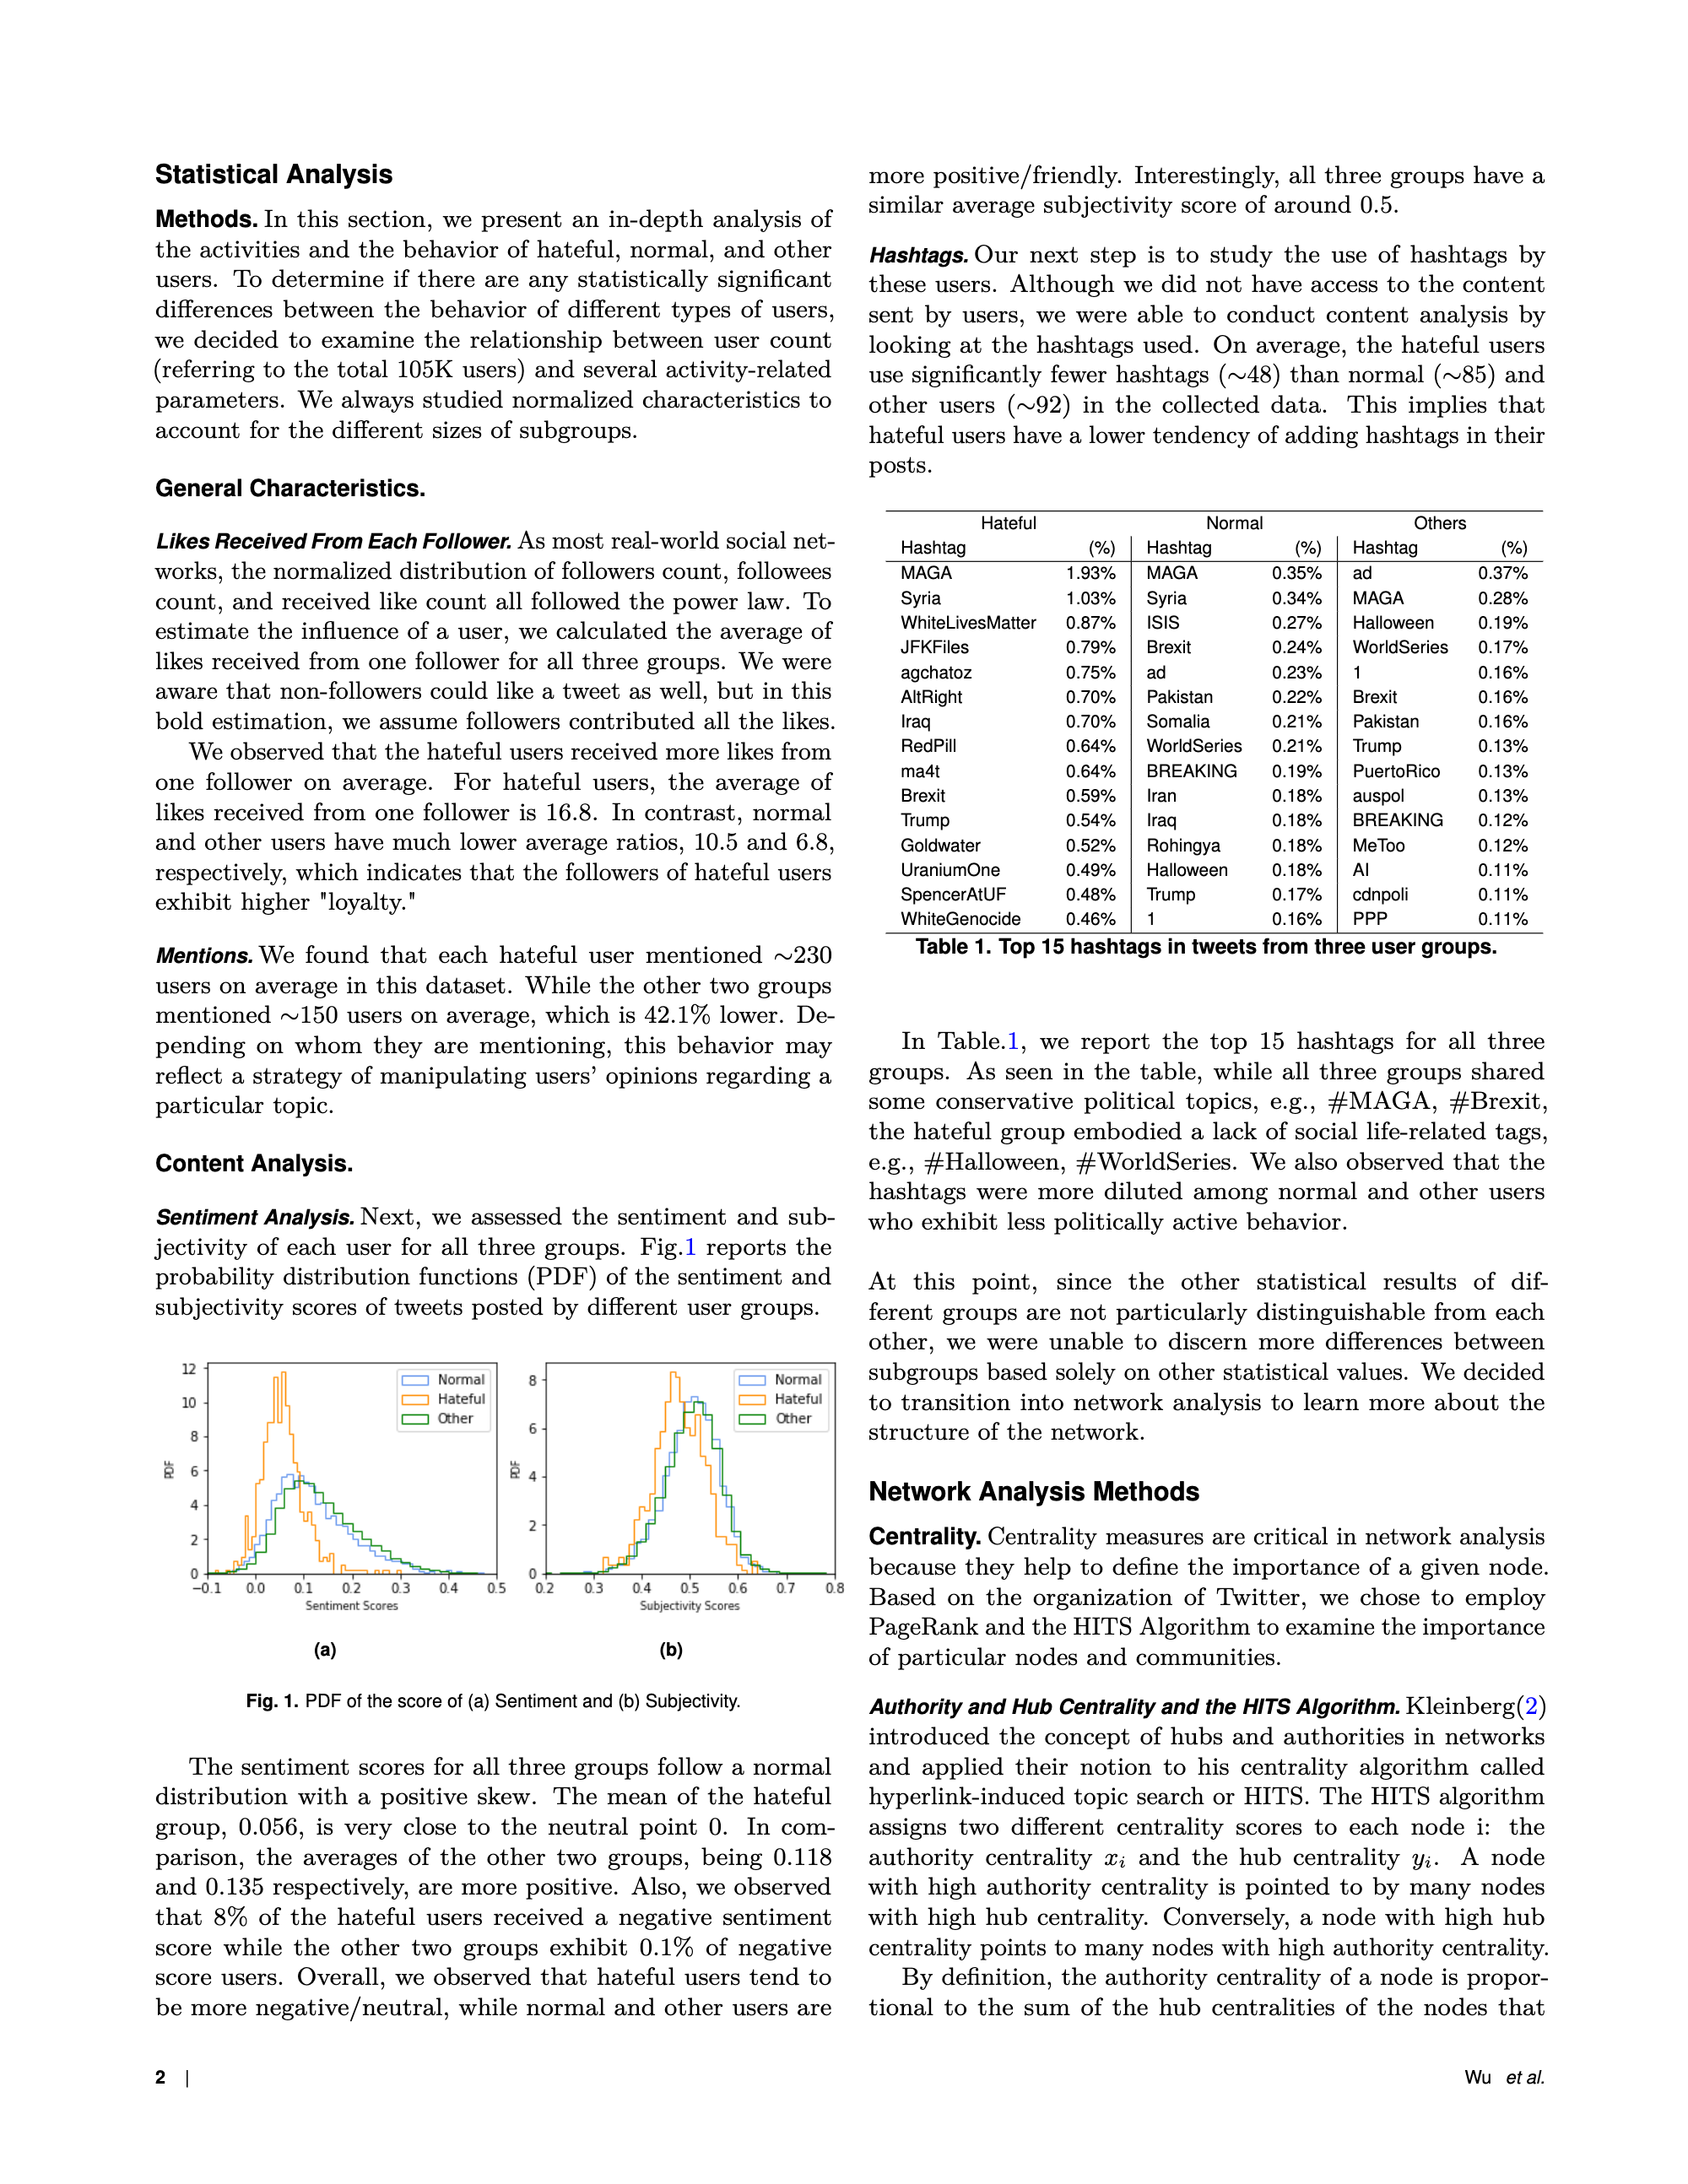 Statistical Analysis
Methods. In this section, we present an in-depth analysis of
the activities and the behavior of hateful, normal, and other
users. To determine if there are any statistically significant
differences between the behavior of different types of users,
we decided to examine the relationship between user count
(referring to the total 105K users) and several activity-related
parameters. We always studied normalized characteristics to
account for the different sizes of subgroups.
General Characteristics.
Likes Received From Each Follower. As most real-world social net-
works, the normalized distribution of followers count, followees
count, and received like count all followed the power law. To
estimate the influence of a user, we calculated the average of
likes received from one follower for all three groups. We were
aware that non-followers could like a tweet as well, but in this
bold estimation, we assume followers contributed all the likes.
We observed that the hateful users received more likes from
one follower on average. For hateful users, the average of
likes received from one follower is 16.8. In contrast, normal
and other users have much lower average ratios, 10.5 and 6.8,
respectively, which indicates that the followers of hateful users
exhibit higher "loyalty."
Mentions. We found that each hateful user mentioned ∼230
users on average in this dataset. While the other two groups
mentioned ∼150 users on average, which is 42.1% lower. De-
pending on whom they are mentioning, this behavior may
reflect a strategy of manipulating users' opinions regarding a
particular topic.
Content Analysis.
Sentiment Analysis. Next, we assessed the sentiment and sub-
jectivity of each user for all three groups. Fig.1 reports the
probability distribution functions (PDF) of the sentiment and
subjectivity scores of tweets posted by different user groups.
12
10
8
6
4
2
0
PDF
−0.1 0.0 0.1 0.2 0.3 0.4 0.5
Sentiment Scores
Normal
Hateful
Other
(a)
8
6
4
2
0
PDF
0.2 0.3 0.4 0.5 0.6 0.7 0.8
Subjectivity Scores
Normal
Hateful
Other
(b)
Fig. 1. PDF of the score of (a) Sentiment and (b) Subjectivity.
The sentiment scores for all three groups follow a normal
distribution with a positive skew. The mean of the hateful
group, 0.056, is very close to the neutral point 0. In com-
parison, the averages of the other two groups, being 0.118
and 0.135 respectively, are more positive. Also, we observed
that 8% of the hateful users received a negative sentiment
score while the other two groups exhibit 0.1% of negative
score users. Overall, we observed that hateful users tend to
be more negative/neutral, while normal and other users are
more positive/friendly. Interestingly, all three groups have a
similar average subjectivity score of around 0.5.
Hashtags. Our next step is to study the use of hashtags by
these users. Although we did not have access to the content
sent by users, we were able to conduct content analysis by
looking at the hashtags used. On average, the hateful users
use significantly fewer hashtags (∼48) than normal (∼85) and
other users (∼92) in the collected data. This implies that
hateful users have a lower tendency of adding hashtags in their
posts.
Hateful Normal Others
Hashtag (%) Hashtag (%) Hashtag (%)
MAGA 1.93% MAGA 0.35% ad 0.37%
Syria 1.03% Syria 0.34% MAGA 0.28%
WhiteLivesMatter 0.87% ISIS 0.27% Halloween 0.19%
JFKFiles 0.79% Brexit 0.24% WorldSeries 0.17%
agchatoz 0.75% ad 0.23% 1 0.16%
AltRight 0.70% Pakistan 0.22% Brexit 0.16%
Iraq 0.70% Somalia 0.21% Pakistan 0.16%
RedPill 0.64% WorldSeries 0.21% Trump 0.13%
ma4t 0.64% BREAKING 0.19% PuertoRico 0.13%
Brexit 0.59% Iran 0.18% auspol 0.13%
Trump 0.54% Iraq 0.18% BREAKING 0.12%
Goldwater 0.52% Rohingya 0.18% MeToo 0.12%
UraniumOne 0.49% Halloween 0.18% AI 0.11%
SpencerAtUF 0.48% Trump 0.17% cdnpoli 0.11%
WhiteGenocide 0.46% 1 0.16% PPP 0.11%
Table 1. Top 15 hashtags in tweets from three user groups.
In Table.1, we report the top 15 hashtags for all three
groups. As seen in the table, while all three groups shared
some conservative political topics, e.g., #MAGA, #Brexit,
the hateful group embodied a lack of social life-related tags,
e.g., #Halloween, #WorldSeries. We also observed that the
hashtags were more diluted among normal and other users
who exhibit less politically active behavior.
At this point, since the other statistical results of dif-
ferent groups are not particularly distinguishable from each
other, we were unable to discern more differences between
subgroups based solely on other statistical values. We decided
to transition into network analysis to learn more about the
structure of the network.
Network Analysis Methods
Centrality. Centrality measures are critical in network analysis
because they help to define the importance of a given node.
Based on the organization of Twitter, we chose to employ
PageRank and the HITS Algorithm to examine the importance
of particular nodes and communities.
Authority and Hub Centrality and the HITS Algorithm. Kleinberg(2)
introduced the concept of hubs and authorities in networks
and applied their notion to his centrality algorithm called
hyperlink-induced topic search or HITS. The HITS algorithm
assigns two different centrality scores to each node i: the
authority centrality xᵢ and the hub centrality yᵢ. A node
with high authority centrality is pointed to by many nodes
with high hub centrality. Conversely, a node with high hub
centrality points to many nodes with high authority centrality.
By definition, the authority centrality of a node is propor-
tional to the sum of the hub centralities of the nodes that
2 |
Wu et al.